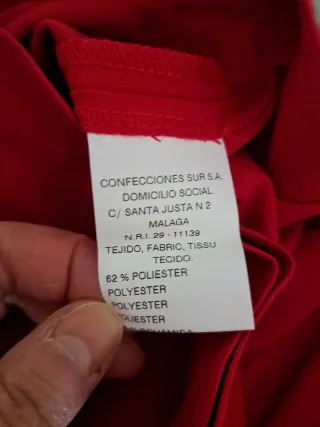 CONFECCIONES SUR S.A.
DOMICILIO SOCIAL
C/ SANTA JUSTA N 2
MALAGA
N.R.I. 29 - 11139
TEJIDO, FABRIC, TISSU
TECIDO.
62 % POLIESTER
POLYESTER
POLYESTER